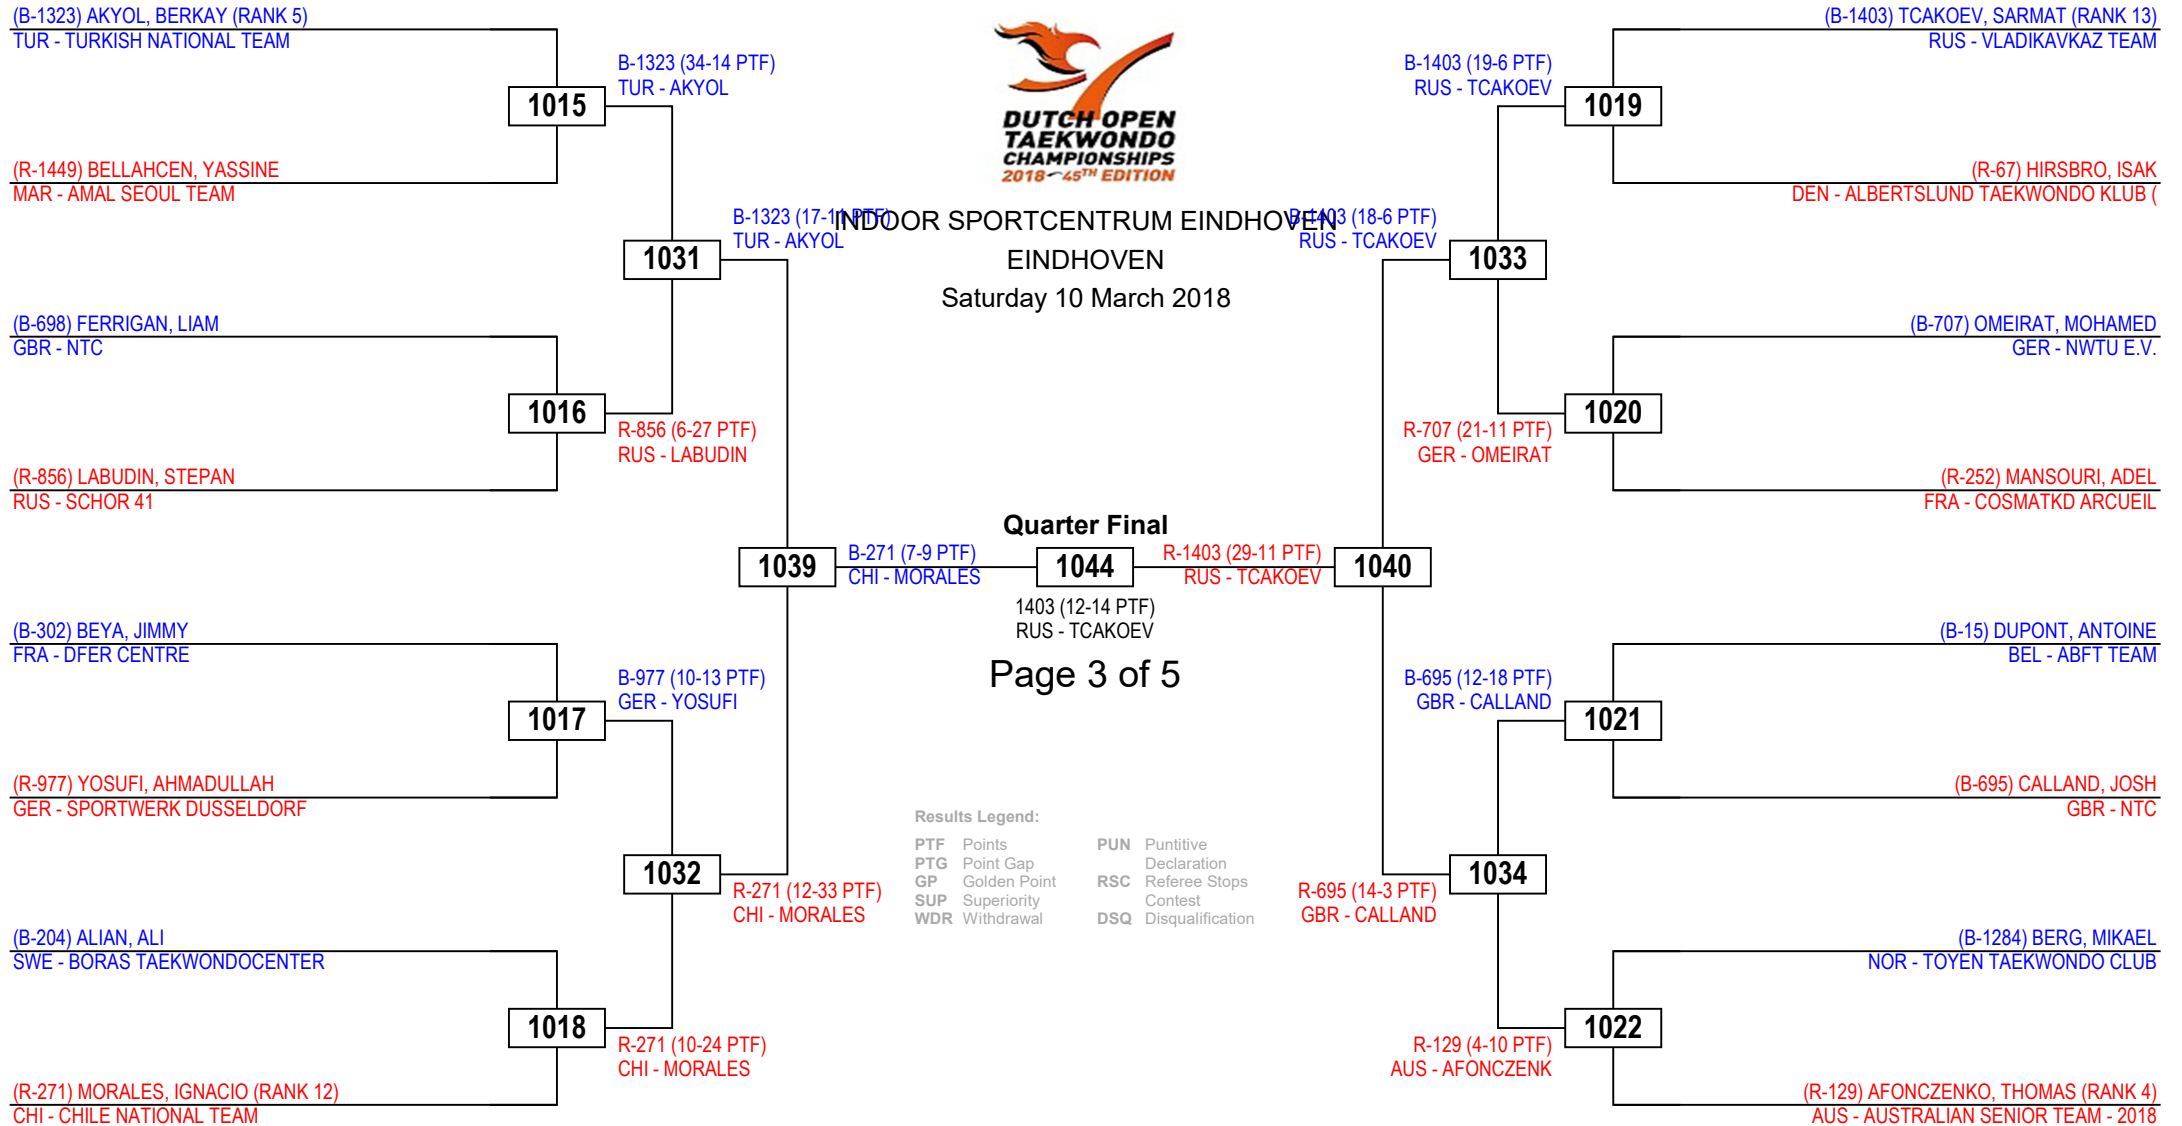 (B-1323) AKYOL, BERKAY (RANK 5)
TUR - TURKISH NATIONAL TEAM
B-1323 (34-14 PTF)
TUR - AKYOL
1015
(R-1449) BELLAHCEN, YASSINE
MAR - AMAL SEOUL TEAM
B-1323 (17-11 PTF)
TUR - AKYOL
1031
(B-698) FERRIGAN, LIAM
GBR - NTC
1016
R-856 (6-27 PTF)
RUS - LABUDIN
(R-856) LABUDIN, STEPAN
RUS - SCHOR 41
1039
B-271 (7-9 PTF)
CHI - MORALES
(B-302) BEYA, JIMMY
FRA - DFER CENTRE
B-977 (10-13 PTF)
GER - YOSUFI
1017
(R-977) YOSUFI, AHMADULLAH
GER - SPORTWERK DUSSELDORF
1032
R-271 (12-33 PTF)
CHI - MORALES
(B-204) ALIAN, ALI
SWE - BORAS TAEKWONDOCENTER
1018
R-271 (10-24 PTF)
CHI - MORALES
(R-271) MORALES, IGNACIO (RANK 12)
CHI - CHILE NATIONAL TEAM
DUTCH OPEN
TAEKWONDO
CHAMPIONSHIPS
2018 ~ 45TH EDITION
INDOOR SPORTCENTRUM EINDHOVEN
EINDHOVEN
Saturday 10 March 2018
Quarter Final
1044
1403 (12-14 PTF)
RUS - TCAKOEV
Page 3 of 5
Results Legend:
PTF Points
PTG Point Gap
GP Golden Point
SUP Superiority
WDR Withdrawal
PUN Puntitive
Declaration
RSC Referee Stops
Contest
DSQ Disqualification
(B-1403) TCAKOEV, SARMAT (RANK 13)
RUS - VLADIKAVKAZ TEAM
B-1403 (19-6 PTF)
RUS - TCAKOEV
1019
(R-67) HIRSBRO, ISAK
DEN - ALBERTSLUND TAEKWONDO KLUB (
B-1403 (18-6 PTF)
RUS - TCAKOEV
1033
(B-707) OMEIRAT, MOHAMED
GER - NWTU E.V.
1020
R-707 (21-11 PTF)
GER - OMEIRAT
(R-252) MANSOURI, ADEL
FRA - COSMATKD ARCUEIL
R-1403 (29-11 PTF)
RUS - TCAKOEV
1040
(B-15) DUPONT, ANTOINE
BEL - ABFT TEAM
B-695 (12-18 PTF)
GBR - CALLAND
1021
(B-695) CALLAND, JOSH
GBR - NTC
1034
R-695 (14-3 PTF)
GBR - CALLAND
(B-1284) BERG, MIKAEL
NOR - TOYEN TAEKWONDO CLUB
1022
R-129 (4-10 PTF)
AUS - AFONCZENK
(R-129) AFONCZENKO, THOMAS (RANK 4)
AUS - AUSTRALIAN SENIOR TEAM - 2018